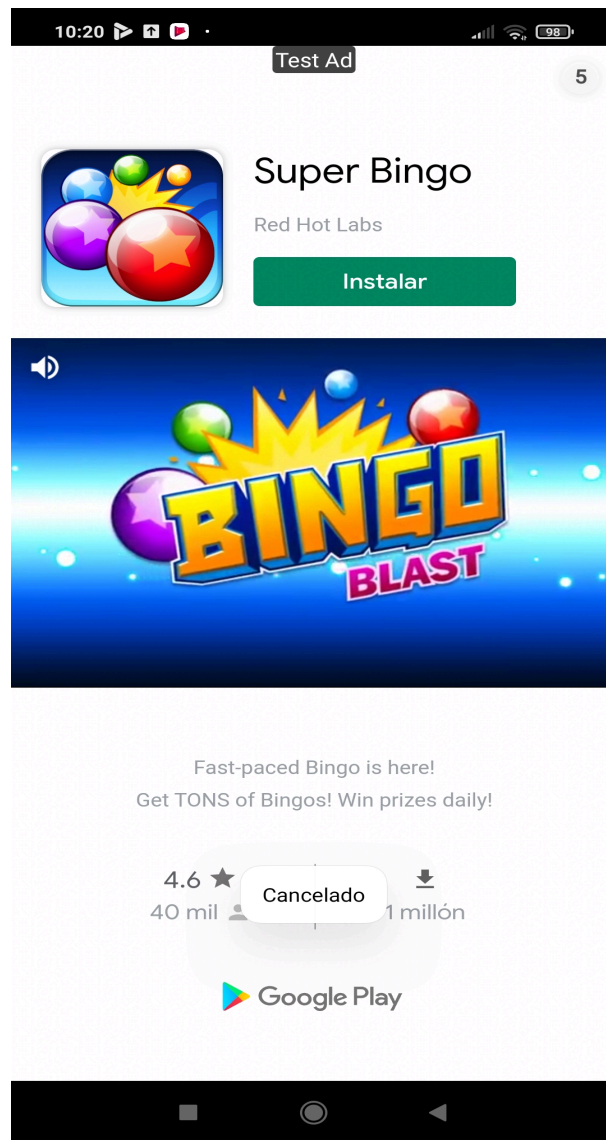 10:20
98
Test Ad
5
Super Bingo
Red Hot Labs
Instalar
BINGO
BLAST
Fast-paced Bingo is here!
Get TONS of Bingos! Win prizes daily!
4.6
40 mil
Cancelado
1 millón
Google Play